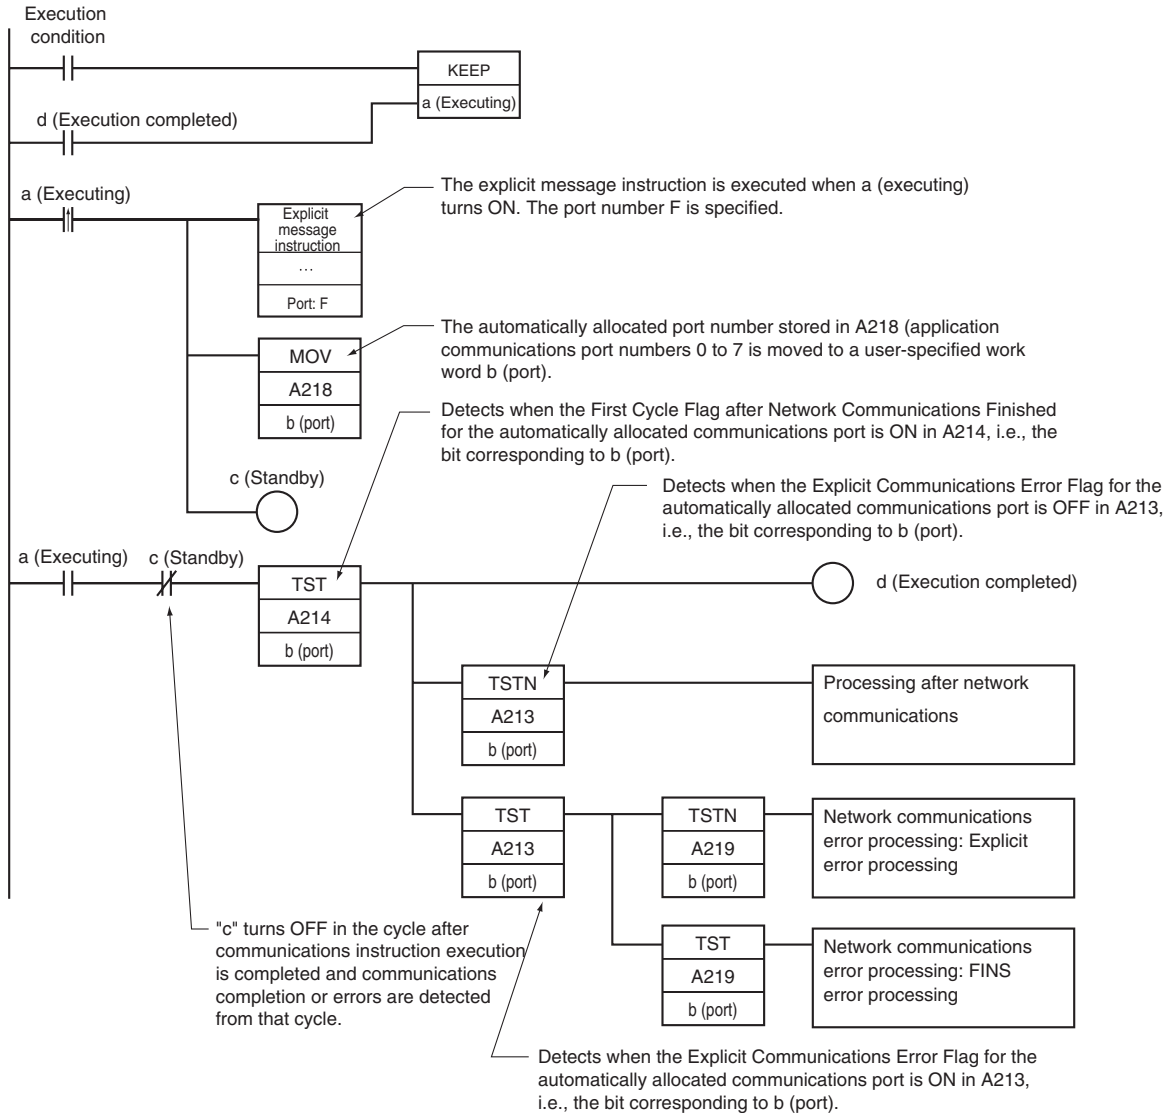 Execution
condition
KEEP
a (Executing)
d (Execution completed)
a (Executing)
The explicit message instruction is executed when a (executing)
turns ON. The port number F is specified.
Explicit
message
instruction
...
Port: F
The automatically allocated port number stored in A218 (application
communications port numbers 0 to 7 is moved to a user-specified work
word b (port).
MOV
A218
b (port)
Detects when the First Cycle Flag after Network Communications Finished
for the automatically allocated communications port is ON in A214, i.e., the
bit corresponding to b (port).
c (Standby)
Detects when the Explicit Communications Error Flag for the
automatically allocated communications port is OFF in A213,
i.e., the bit corresponding to b (port).
a (Executing)
c (Standby)
TST
A214
b (port)
d (Execution completed)
TSTN
A213
b (port)
Processing after network
communications
TST
A213
b (port)
TSTN
A219
b (port)
Network communications
error processing: Explicit
error processing
"c" turns OFF in the cycle after
communications instruction execution
is completed and communications
completion or errors are detected
from that cycle.
TST
A219
b (port)
Network communications
error processing: FINS
error processing
Detects when the Explicit Communications Error Flag for the
automatically allocated communications port is ON in A213,
i.e., the bit corresponding to b (port).